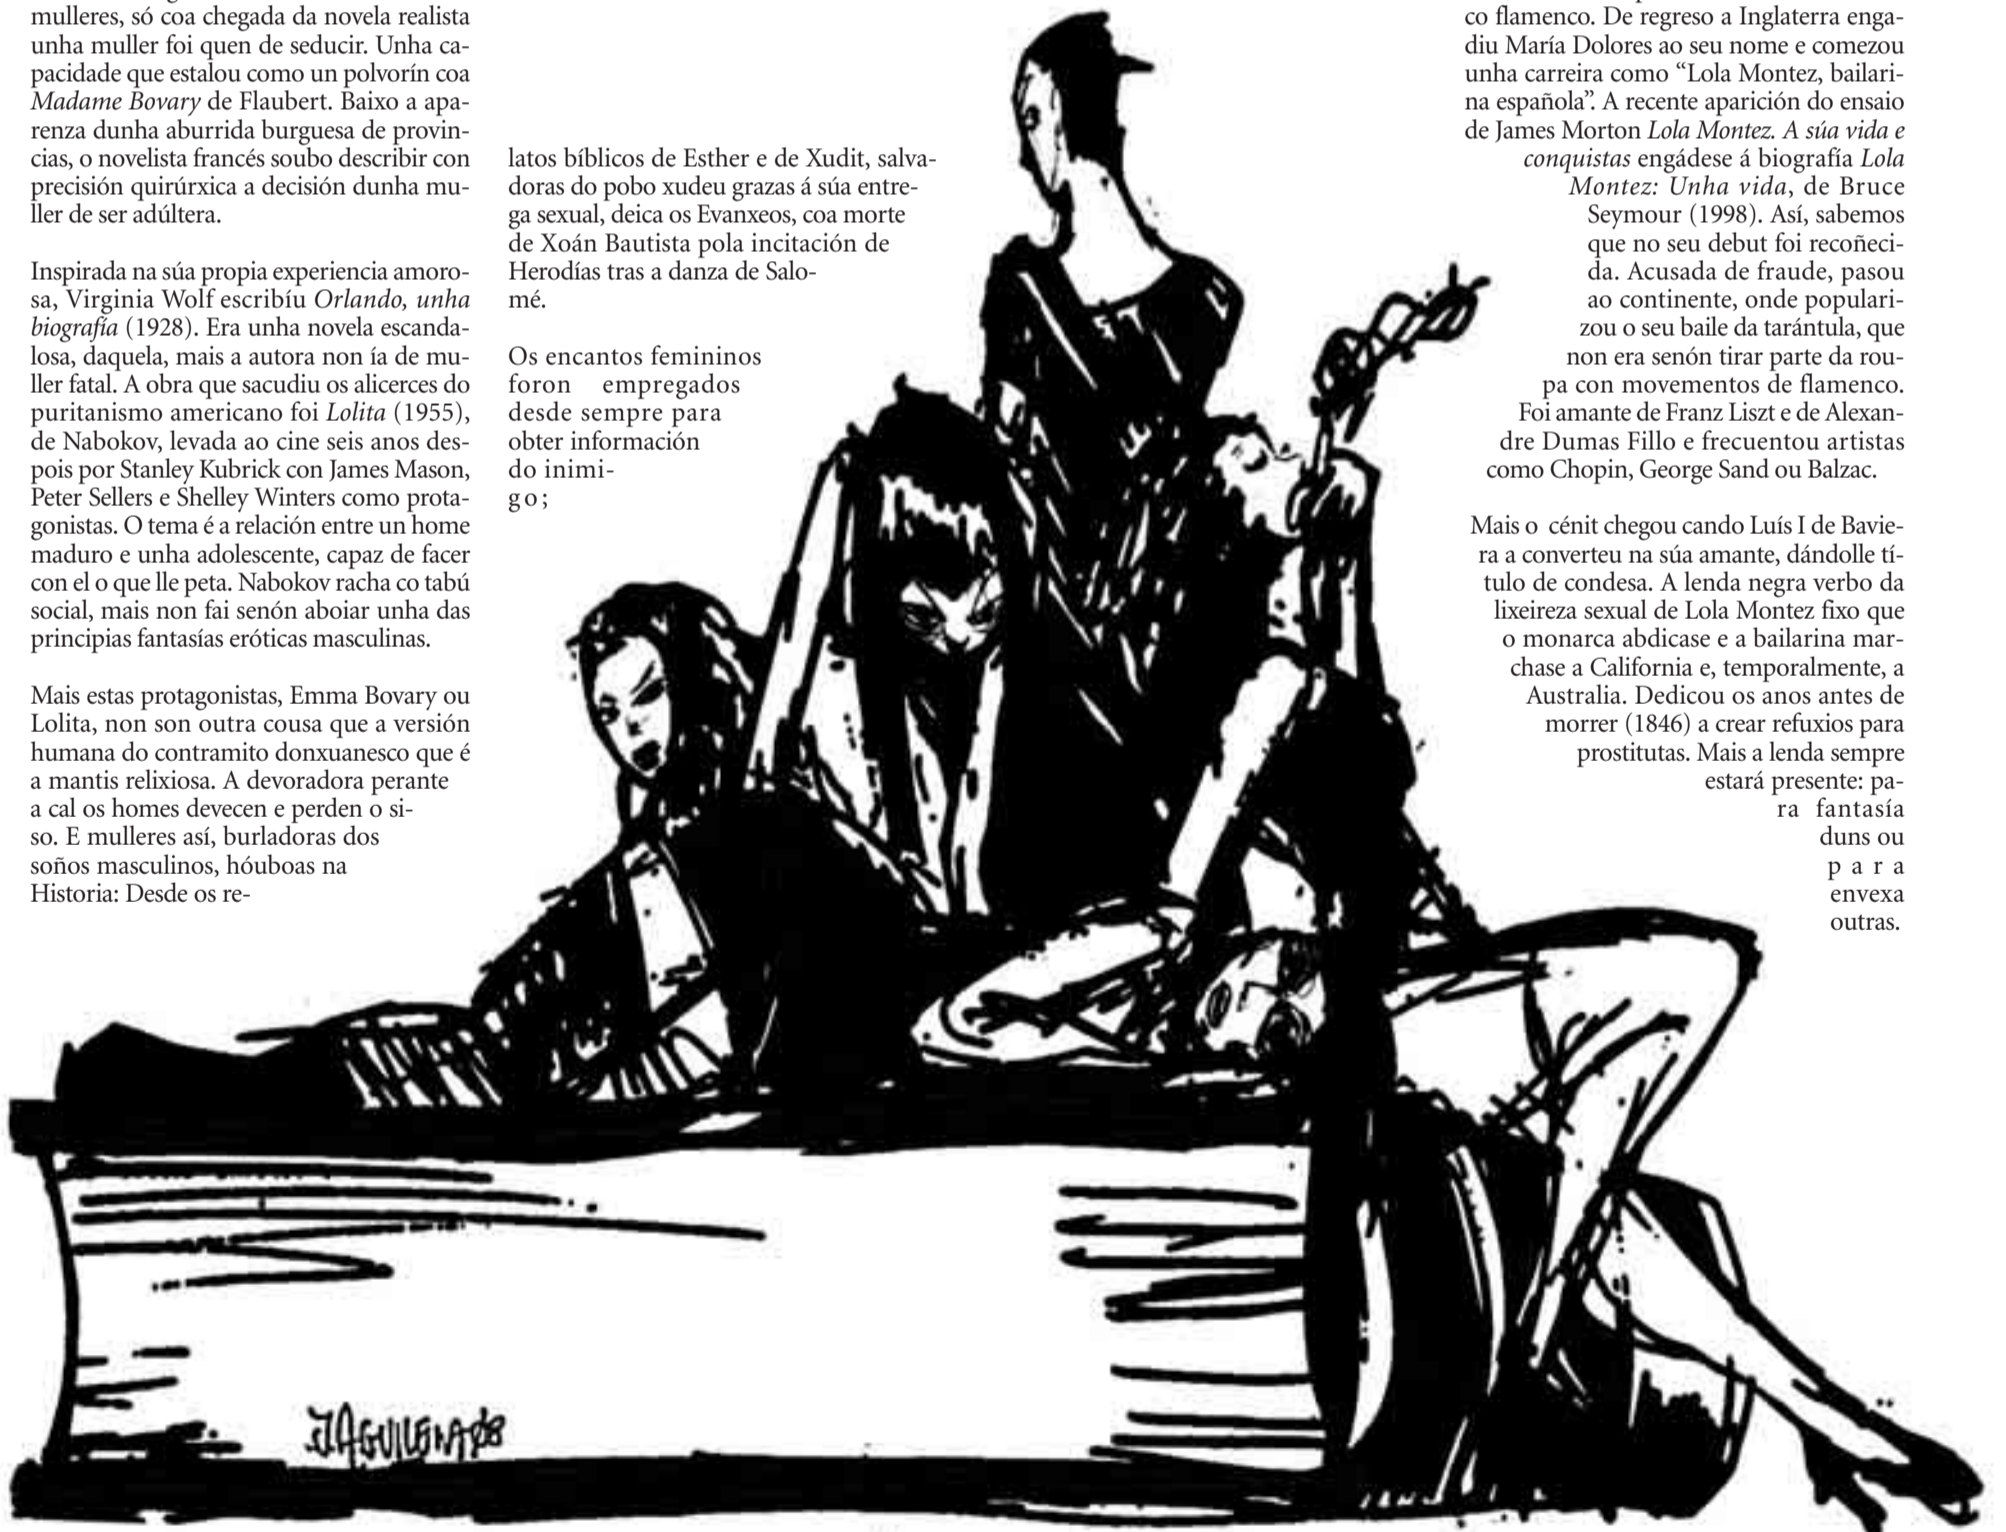 mulleres, só coa chegada da novela realista
unha muller foi quen de seducir. Unha ca-
pacidade que estalou como un polvorín coa
Madame Bovary de Flaubert. Baixo a apa-
renza dunha aburrida burguesa de provin-
cias, o novelista francés soubo describir con
precisión quirúrxica a decisión dunha mu-
ller de ser adúltera.
Inspirada na súa propia experiencia amoro-
sa, Virginia Wolf escribíu Orlando, unha
biografía (1928). Era unha novela escanda-
losa, daquela, mais a autora non ía de mu-
ller fatal. A obra que sacudiu os alicerces do
puritanismo americano foi Lolita (1955),
de Nabokov, levada ao cine seis anos des-
pois por Stanley Kubrick con James Mason,
Peter Sellers e Shelley Winters como prota-
gonistas. O tema é a relación entre un home
maduro e unha adolescente, capaz de facer
con el o que lle peta. Nabokov racha co tabú
social, mais non fai senón aboiar unha das
principias fantasías eróticas masculinas.
Mais estas protagonistas, Emma Bovary ou
Lolita, non son outra cousa que a versión
humana do contramito donxuanesco que é
a mantis relixiosa. A devoradora perante
a cal os homes devecen e perden o si-
so. E mulleres así, burladoras dos
soños masculinos, hóuboas na
Historia: Desde os re-
latos bíblicos de Esther e de Xudit, salva-
doras do pobo xudeu grazas á súa entre-
ga sexual, deica os Evanxeos, coa morte
de Xoán Bautista pola incitación de
Herodías tras a danza de Salo-
mé.
Os encantos femininos
foron empregados
desde sempre para
obter información
do inimi-
go;
co flamenco. De regreso a Inglaterra enga-
diu María Dolores ao seu nome e comezou
unha carreira como “Lola Montez, bailari-
na española”. A recente aparición do ensaio
de James Morton Lola Montez. A súa vida e
conquistas engádese á biografía Lola
Montez: Unha vida, de Bruce
Seymour (1998). Así, sabemos
que no seu debut foi recoñeci-
da. Acusada de fraude, pasou
ao continente, onde populari-
zou o seu baile da tarántula, que
non era senón tirar parte da rou-
pa con movementos de flamenco.
Foi amante de Franz Liszt e de Alexan-
dre Dumas Fillo e frecuentou artistas
como Chopin, George Sand ou Balzac.
Mais o cénit chegou cando Luís I de Bavie-
ra a converteu na súa amante, dándolle tí-
tulo de condesa. A lenda negra verbo da
lixeireza sexual de Lola Montez fixo que
o monarca abdicase e a bailarina mar-
chase a California e, temporalmente, a
Australia. Dedicou os anos antes de
morrer (1846) a crear refuxios para
prostitutas. Mais a lenda sempre
estará presente: pa-
ra fantasía
duns ou
para
envexa
outras.
J.AGUILERA08